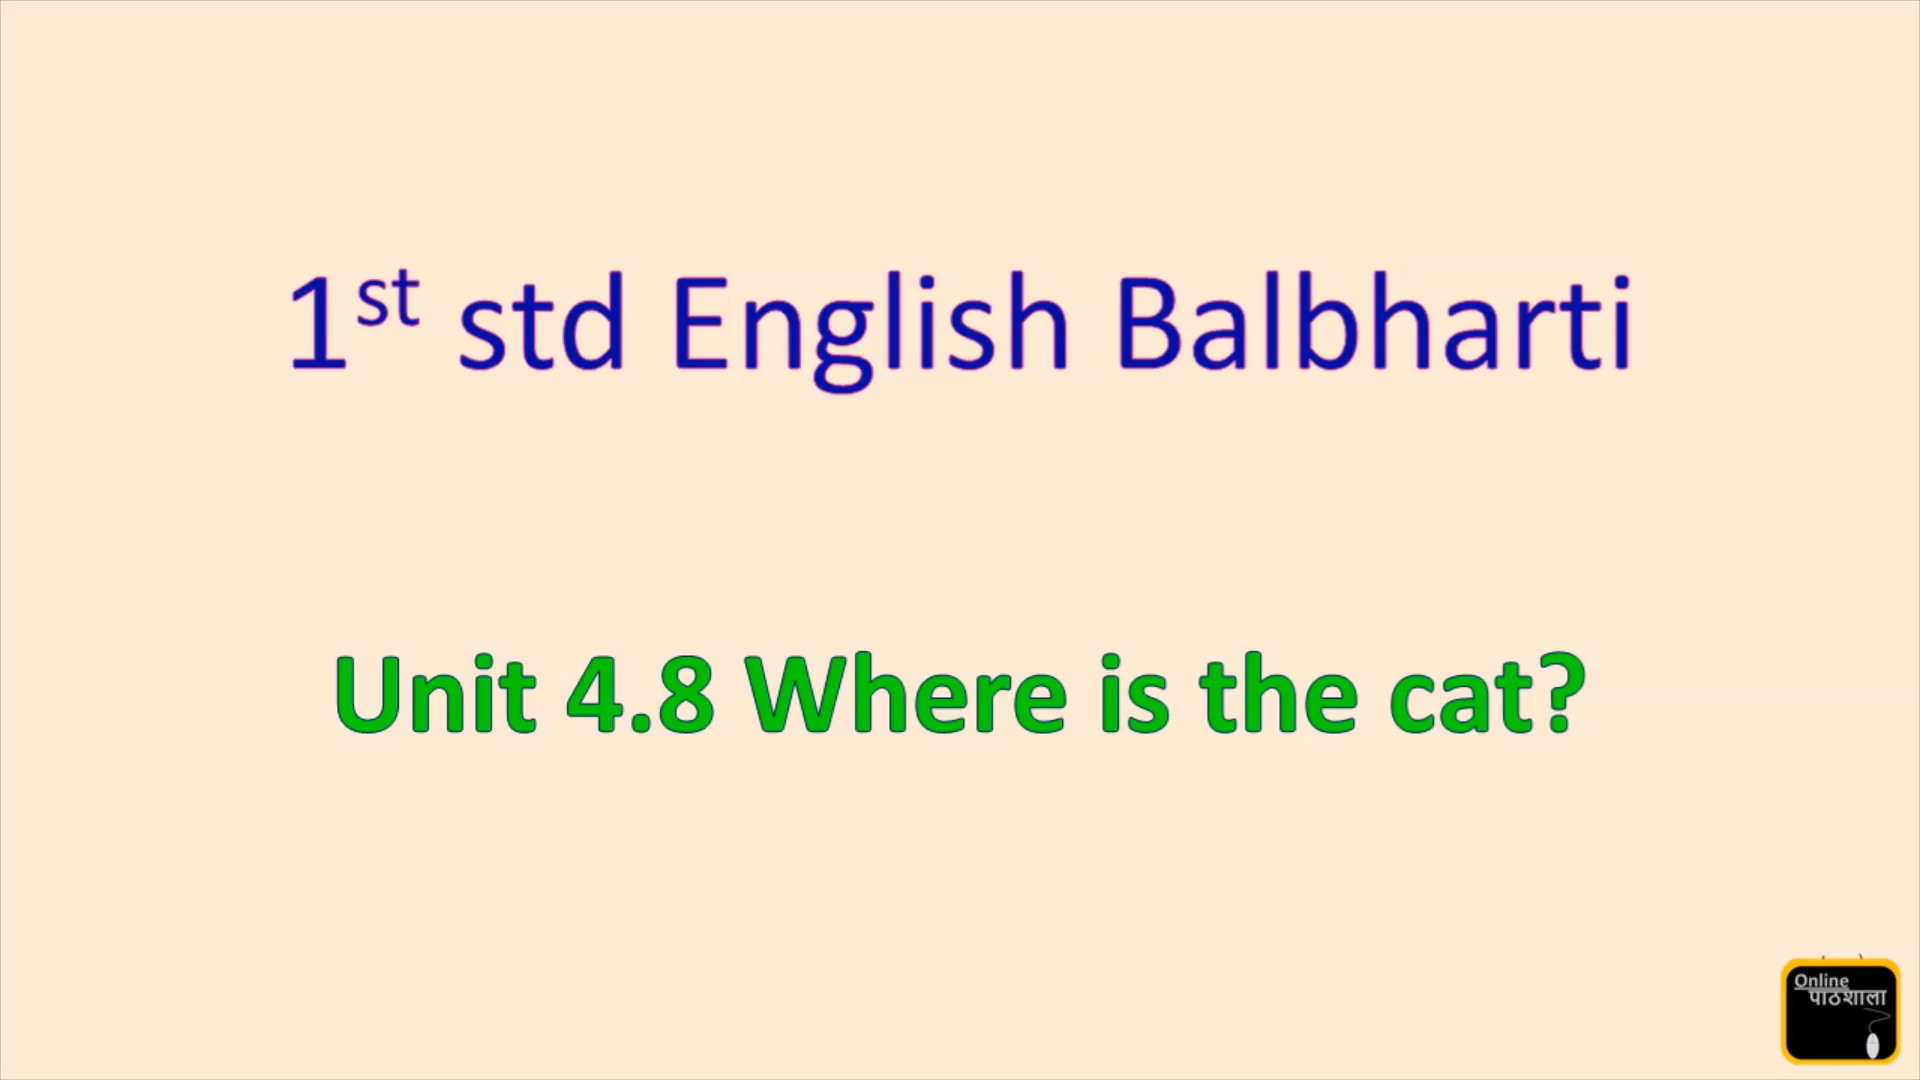 1st std English Balbharti
Unit 4.8 Where is the cat?
Online
पाठशाला